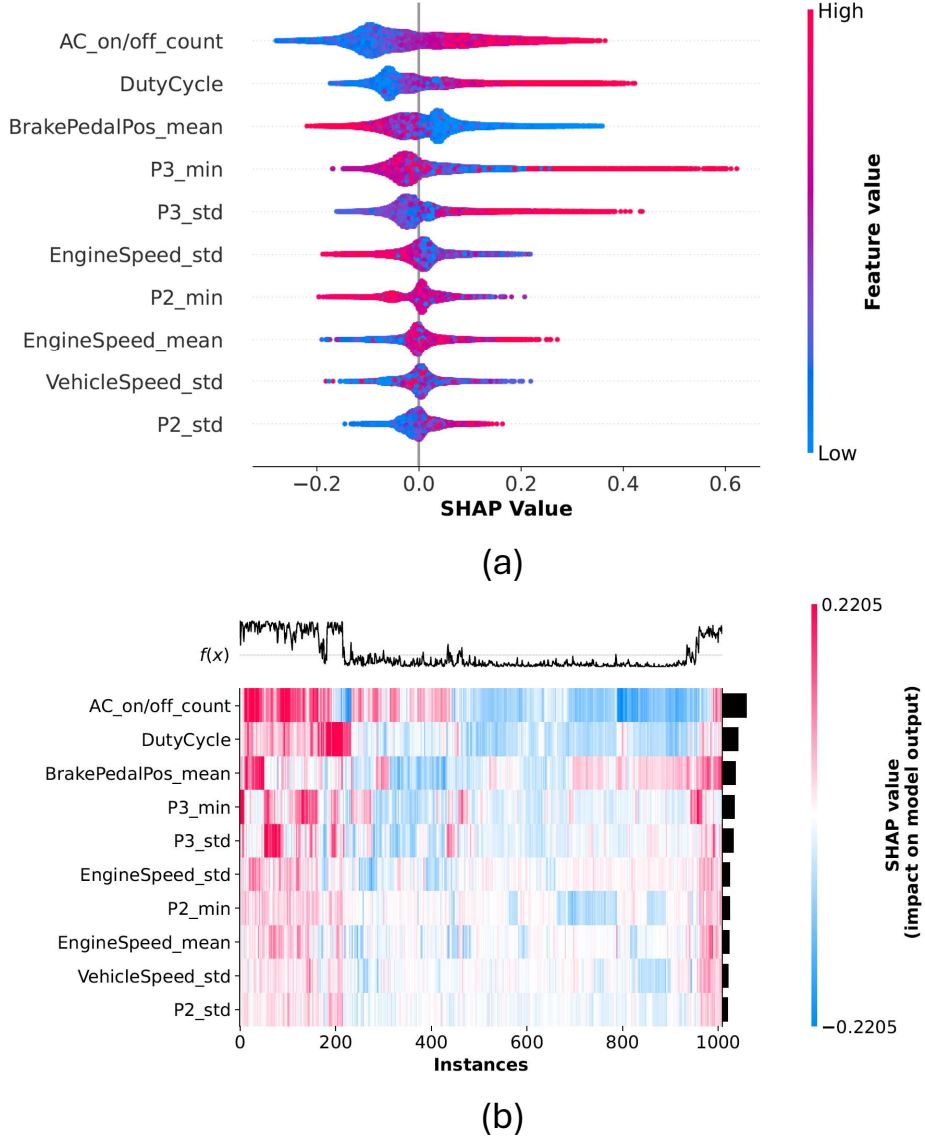 High
AC_on/off_count
DutyCycle
BrakePedalPos_mean
P3_min
P3_std
EngineSpeed_std
P2_min
EngineSpeed_mean
VehicleSpeed_std
P2_std
Feature value
Low
−0.2 0.0 0.2 0.4 0.6
SHAP Value
(a)
0.2205
f(x)
AC_on/off_count
DutyCycle
BrakePedalPos_mean
P3_min
P3_std
EngineSpeed_std
P2_min
EngineSpeed_mean
VehicleSpeed_std
P2_std
SHAP value
(impact on model output)
−0.2205
0 200 400 600 800 1000
Instances
(b)